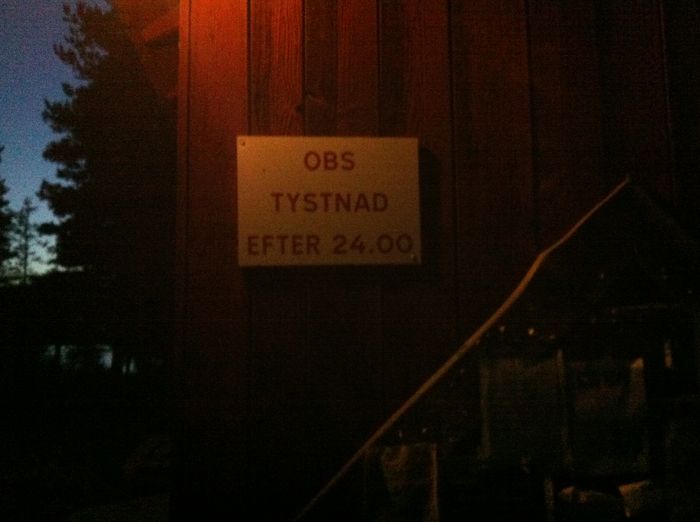 OBS
TYSTNAD
EFTER 24.00